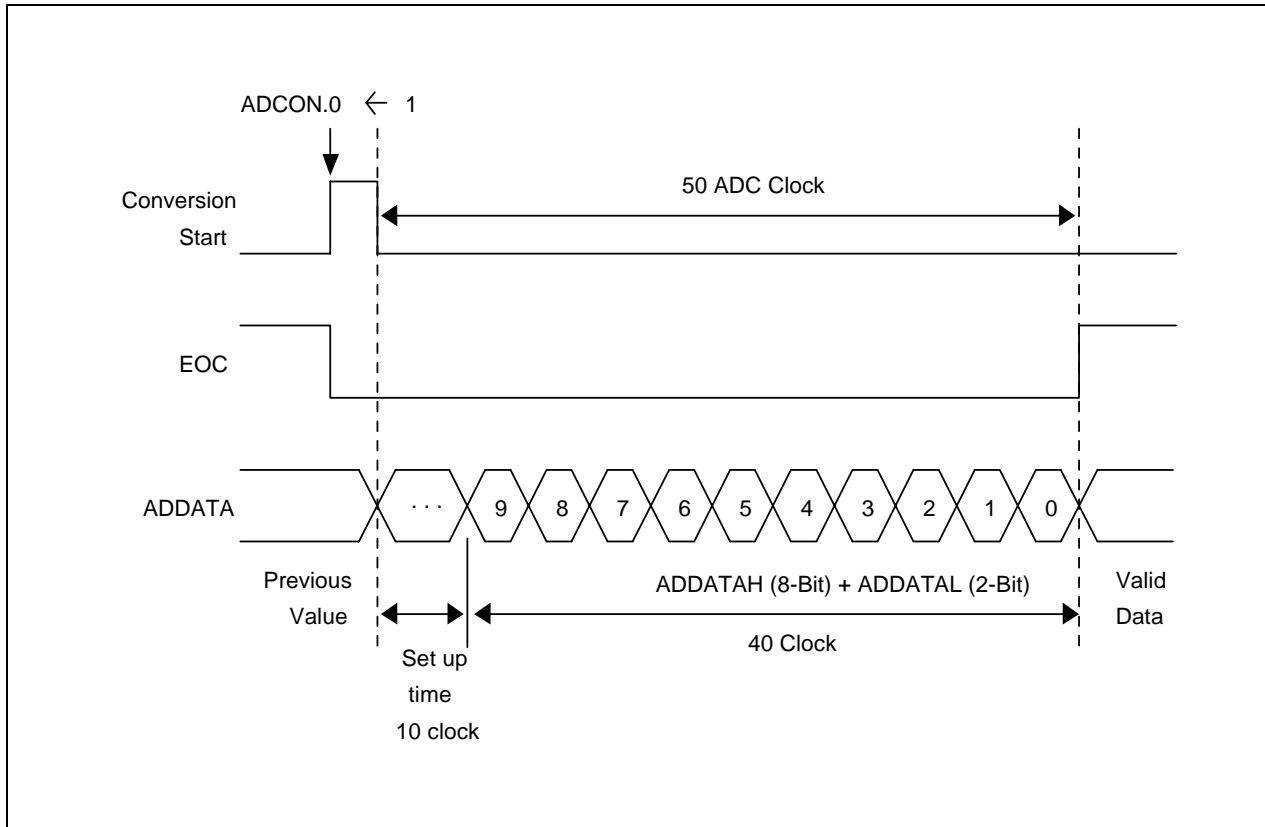 ADCON.0 ← 1
50 ADC Clock
Conversion
Start
EOC
ADDATA
· · · 9 8 7 6 5 4 3 2 1 0
Previous
Value
ADDATAH (8-Bit) + ADDATAL (2-Bit)
Valid
Data
40 Clock
Set up
time
10 clock